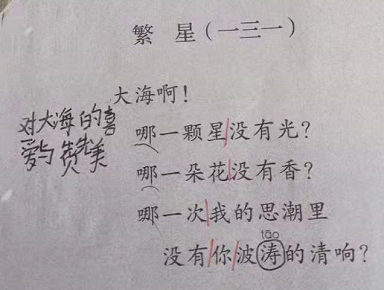 繁星（一三一）
大海啊！
对大海的喜
爱与赞美
哪一颗星没有光？
哪一朵花没有香？
哪一次我的思潮里
tāo
没有你波涛的清响？